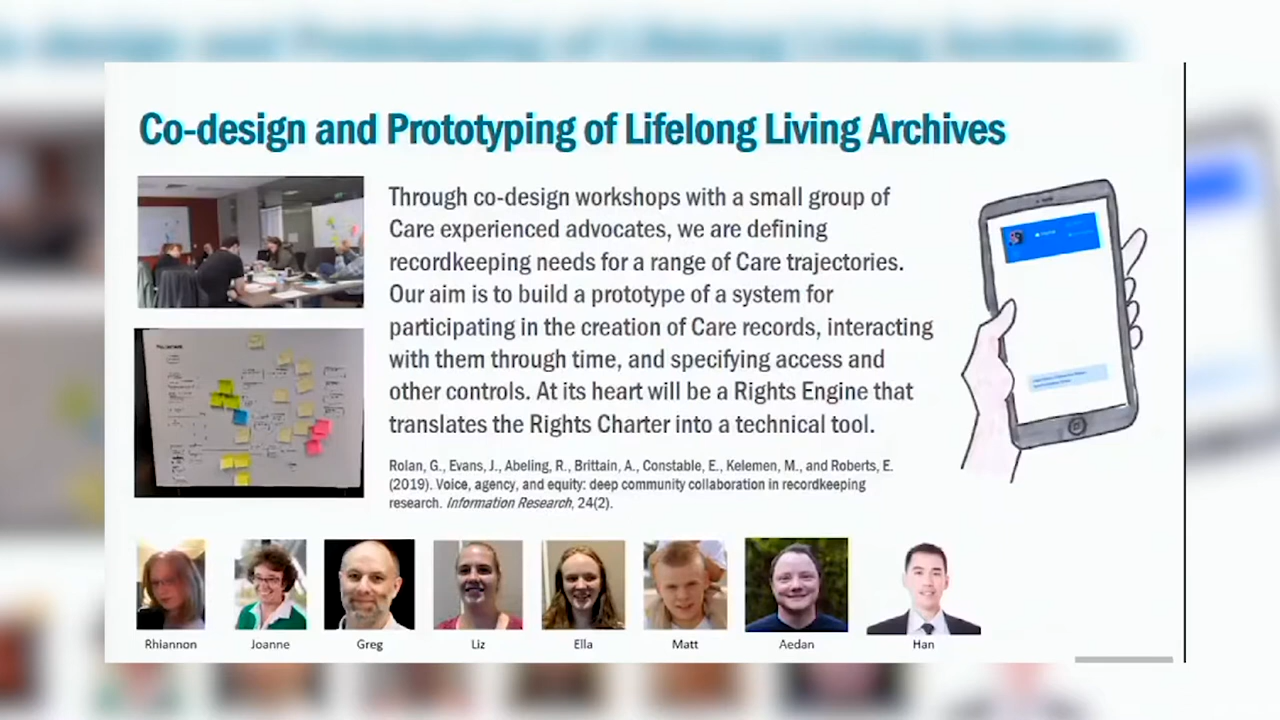 Co-design and Prototyping of Lifelong Living Archives
Through co-design workshops with a small group of
Care experienced advocates, we are defining
recordkeeping needs for a range of Care trajectories.
Our aim is to build a prototype of a system for
participating in the creation of Care records, interacting
with them through time, and specifying access and
other controls. At its heart will be a Rights Engine that
translates the Rights Charter into a technical tool.
Rolan, G., Evans, J., Abeling, R., Brittain, A., Constable, E., Kelemen, M., and Roberts, E.
(2019). Voice, agency, and equity: deep community collaboration in recordkeeping
research. Information Research, 24(2).
Rhiannon
Joanne
Greg
Liz
Ella
Matt
Aedan
Han